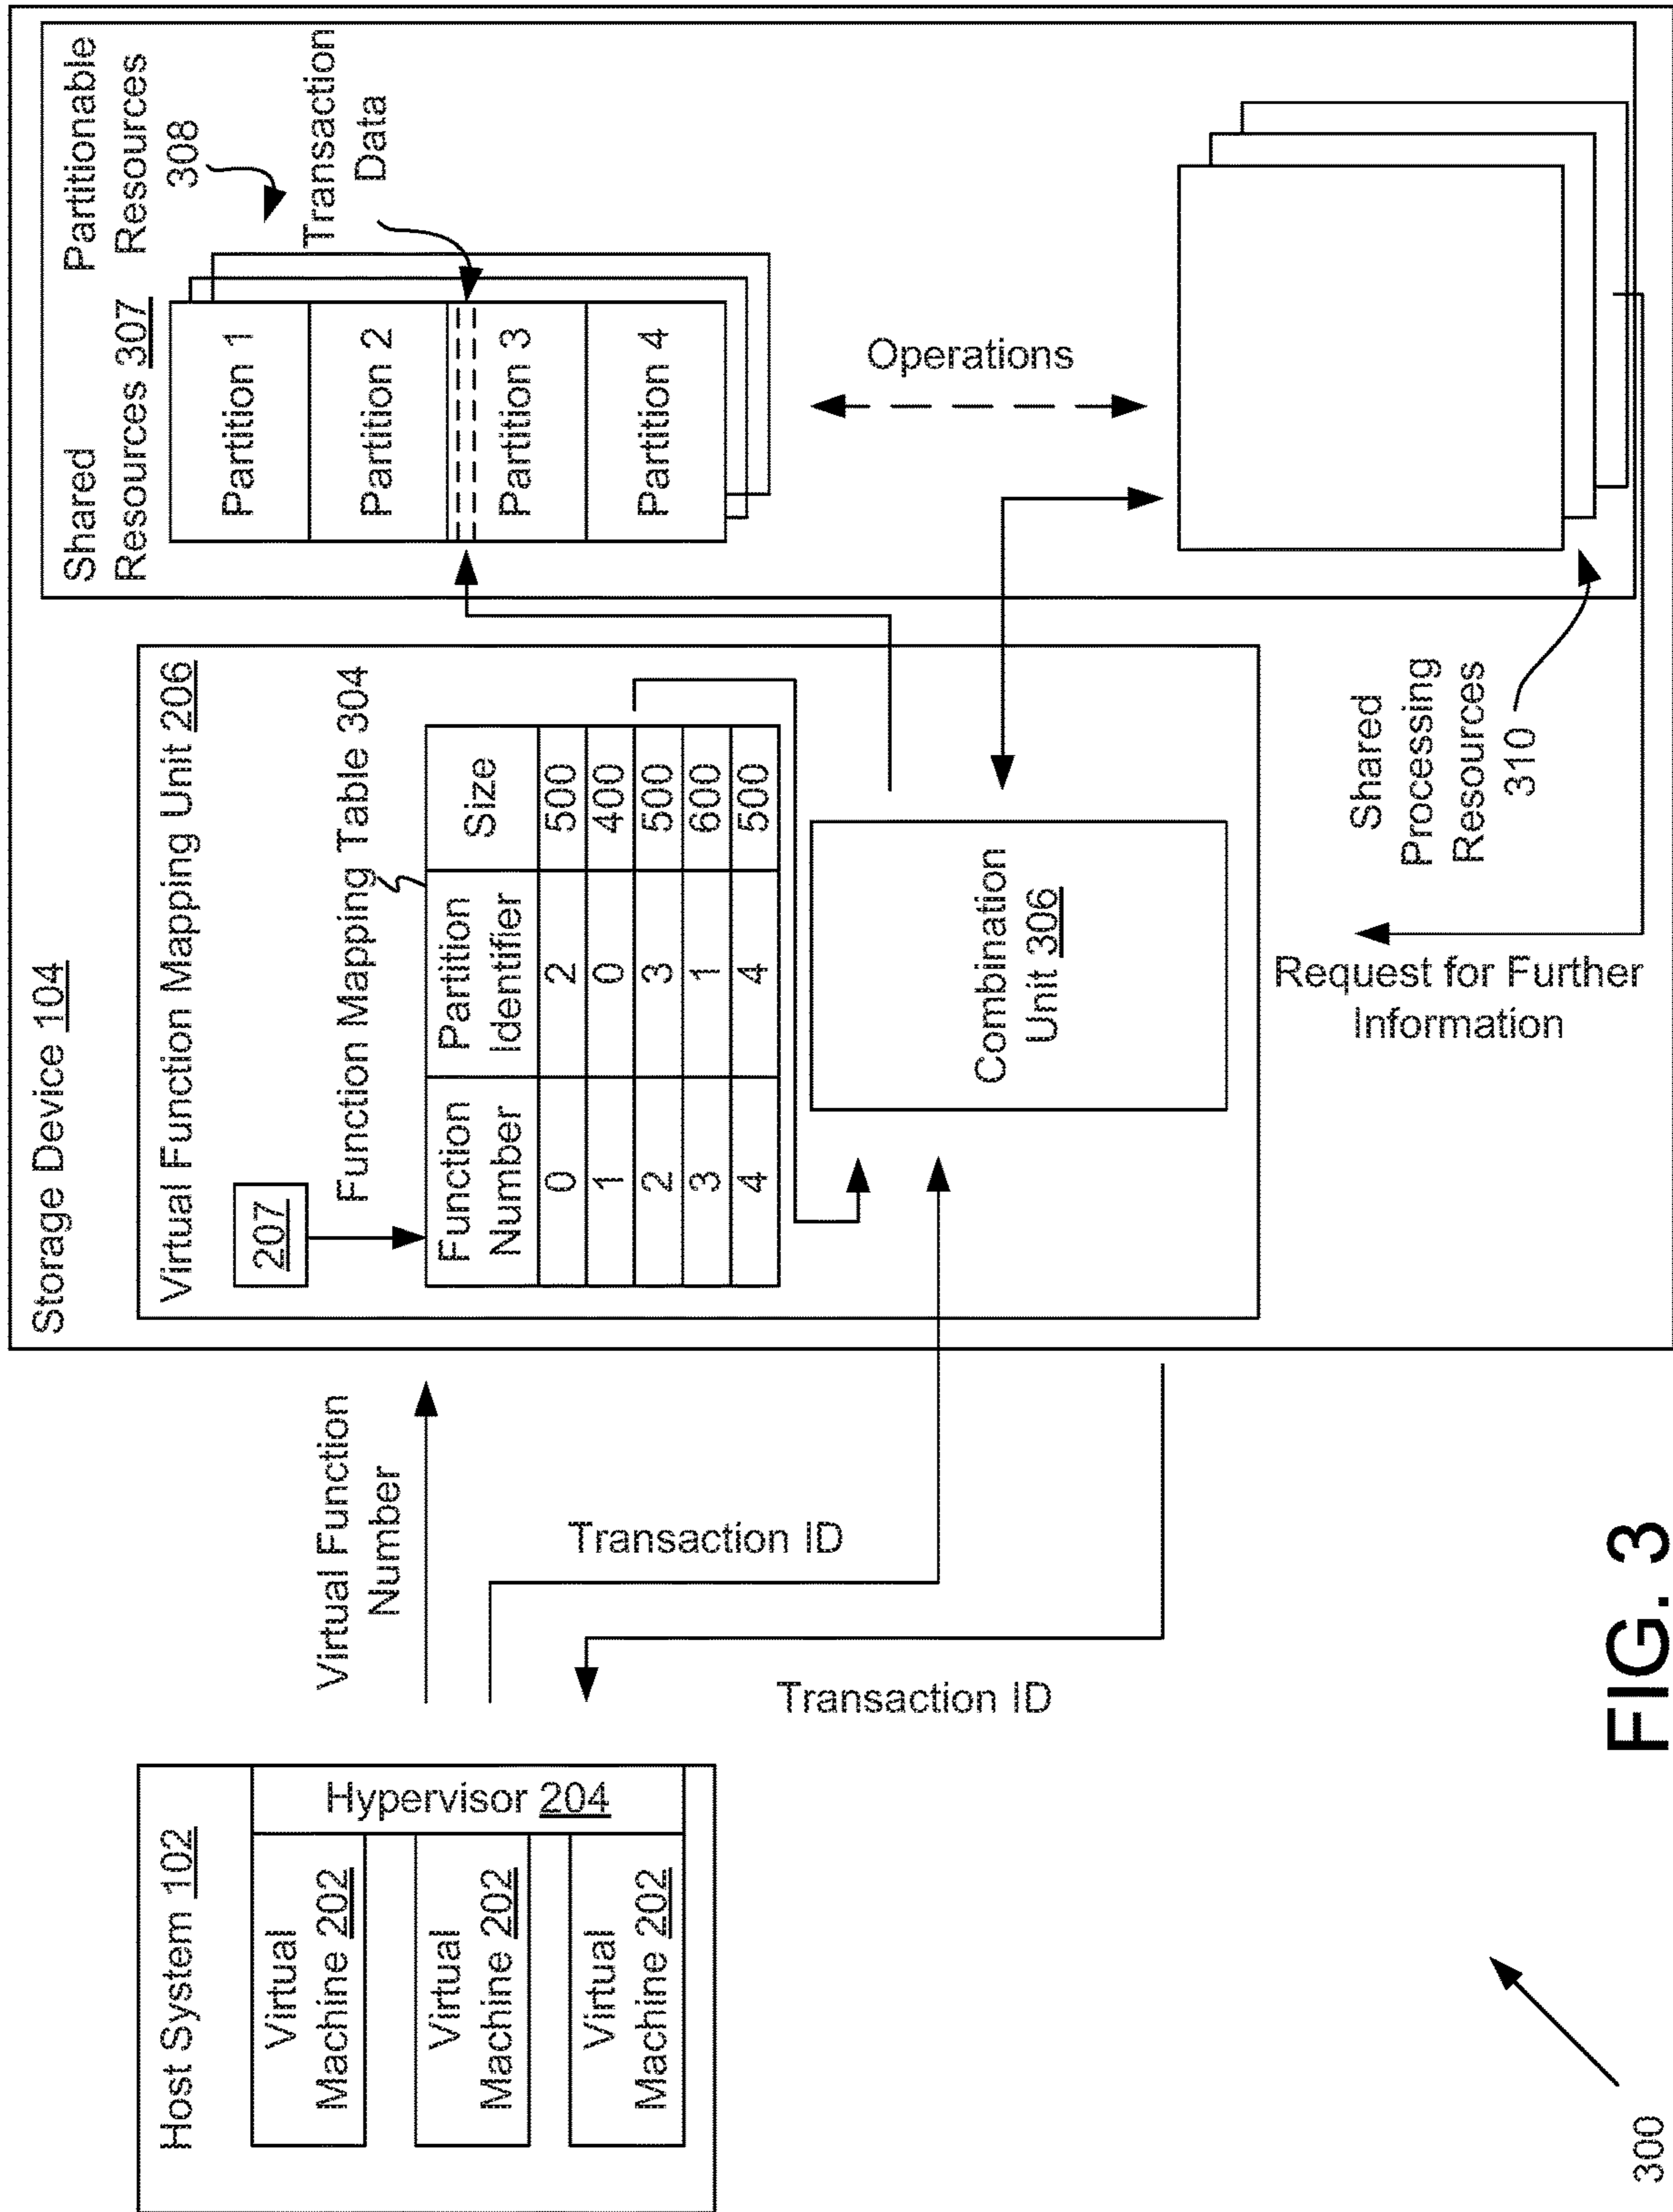 Host System 102
Virtual
Machine 202
Virtual
Machine 202
Virtual
Machine 202
Hypervisor 204
Virtual Function
Number
Transaction ID
Transaction ID
Storage Device 104
Virtual Function Mapping Unit 206
207
Function Mapping Table 304
Function
Number
Partition
Identifier
Size
0 2 500
1 0 400
2 3 500
3 1 600
4 4 500
Combination
Unit 306
Shared
Resources 307
Partitionable
Resources
308
Transaction
Data
Partition 1
Partition 2
Partition 3
Partition 4
Operations
Shared
Processing
Resources
310
Request for Further
Information
300
FIG. 3